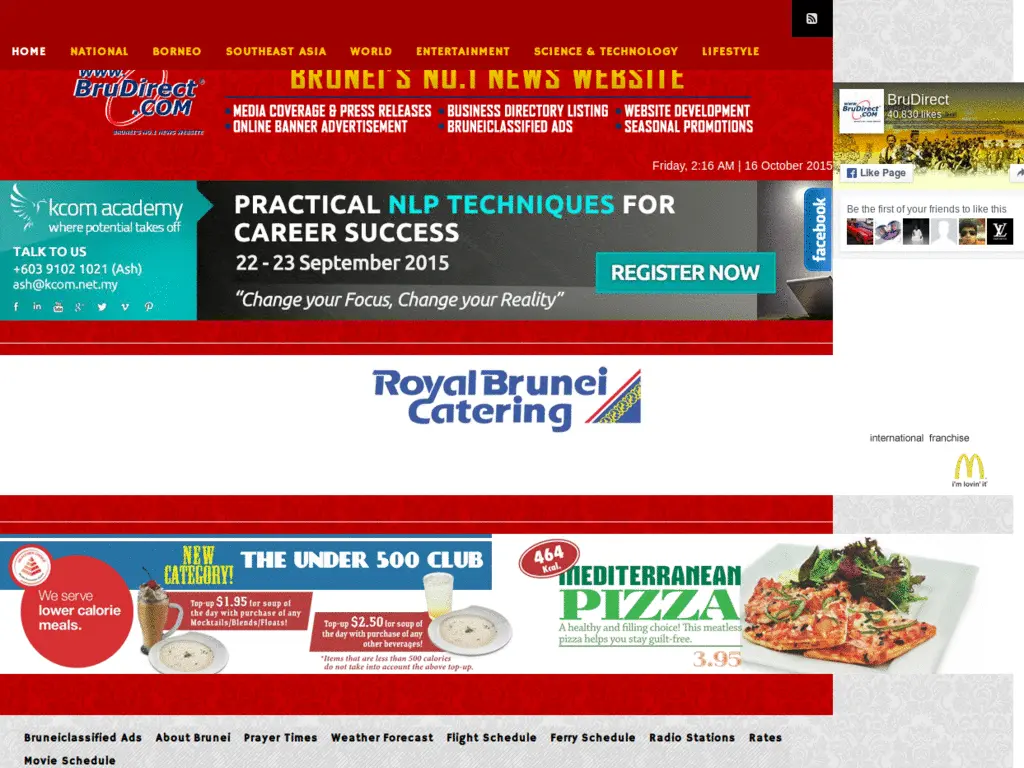 HOME NATIONAL BORNEO SOUTHEAST ASIA WORLD ENTERTAINMENT SCIENCE & TECHNOLOGY LIFESTYLE
www.
BruDirect
.COM
BRUNEI'S NO.1 NEWS WEBSITE
BRUNEI'S NO.1 NEWS WEBSITE
• MEDIA COVERAGE & PRESS RELEASES • BUSINESS DIRECTORY LISTING • WEBSITE DEVELOPMENT
• ONLINE BANNER ADVERTISEMENT • BRUNEICLASSIFIED ADS • SEASONAL PROMOTIONS
Friday, 2:16 AM | 16 October 2015
BruDirect
40,830 likes
Like Page
Be the first of your friends to like this
facebook
kcom academy
where potential takes off
TALK TO US
+603 9102 1021 (Ash)
ash@kcom.net.my
PRACTICAL NLP TECHNIQUES FOR
CAREER SUCCESS
22 - 23 September 2015
REGISTER NOW
“Change your Focus, Change your Reality”
Royal Brunei
Catering
international franchise
i'm lovin' it
We serve
lower calorie
meals.
NEW
CATEGORY!
THE UNDER 500 CLUB
Top-up $1.95 for soup of
the day with purchase of any
Mocktails/Blends/Floats!
Top-up $2.50 for soup of
the day with purchase of any
other beverages!
*Items that are less than 500 calories
do not take into account the above top-up.
464
Kcal.
MEDITERRANEAN
PIZZA
A healthy and filling choice! This meatless
pizza helps you stay guilt-free.
3.95
Bruneiclassified Ads About Brunei Prayer Times Weather Forecast Flight Schedule Ferry Schedule Radio Stations Rates
Movie Schedule